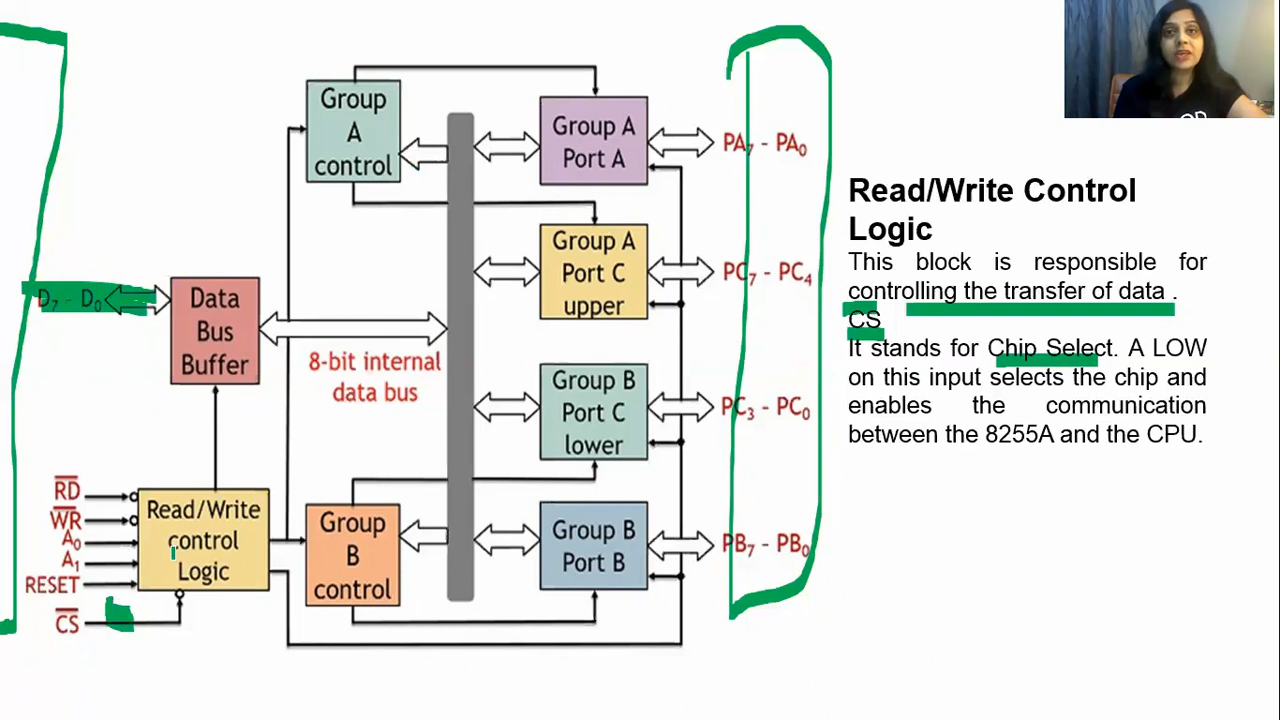 Group
A
control
Group A
Port A
PA7 - PA0
Group A
Port C
upper
PC7 - PC4
D7 - D0
Data
Bus
Buffer
8-bit internal
data bus
Group B
Port C
lower
PC3 - PC0
RD
WR
A0
A1
RESET
CS
Read/Write
control
Logic
Group
B
control
Group B
Port B
PB7 - PB0
Read/Write Control
Logic
This block is responsible for
controlling the transfer of data .
CS
It stands for Chip Select. A LOW
on this input selects the chip and
enables the communication
between the 8255A and the CPU.